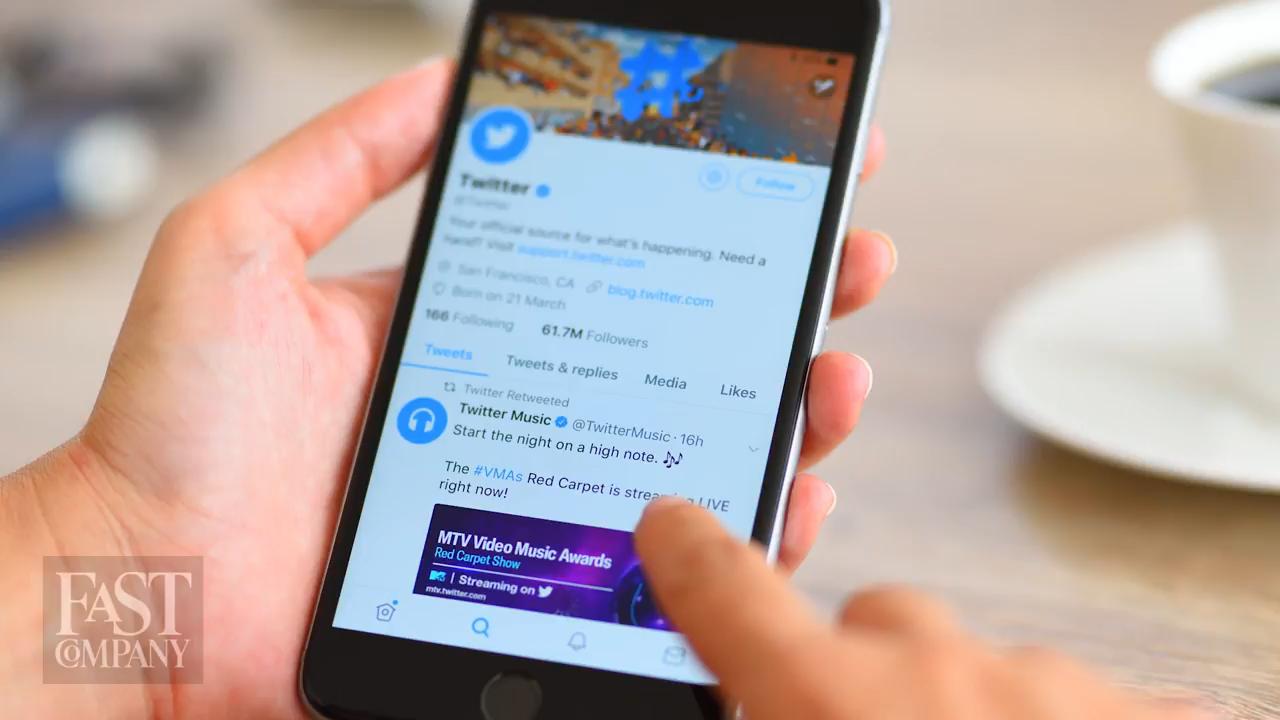 Follow
Twitter
@Twitter
Your official source for what's happening. Need a
hand? Visit support.twitter.com
San Francisco, CA blog.twitter.com
Born on 21 March
166 Following 61.7M Followers
Tweets Tweets & replies Media Likes
Twitter Retweeted
Twitter Music @TwitterMusic · 16h
Start the night on a high note. 🎶
The #VMAs Red Carpet is LIVE
right now!
MTV Video Music Awards
Red Carpet Show
MTV | Streaming on
mtv.twitter.com
FAST
COMPANY